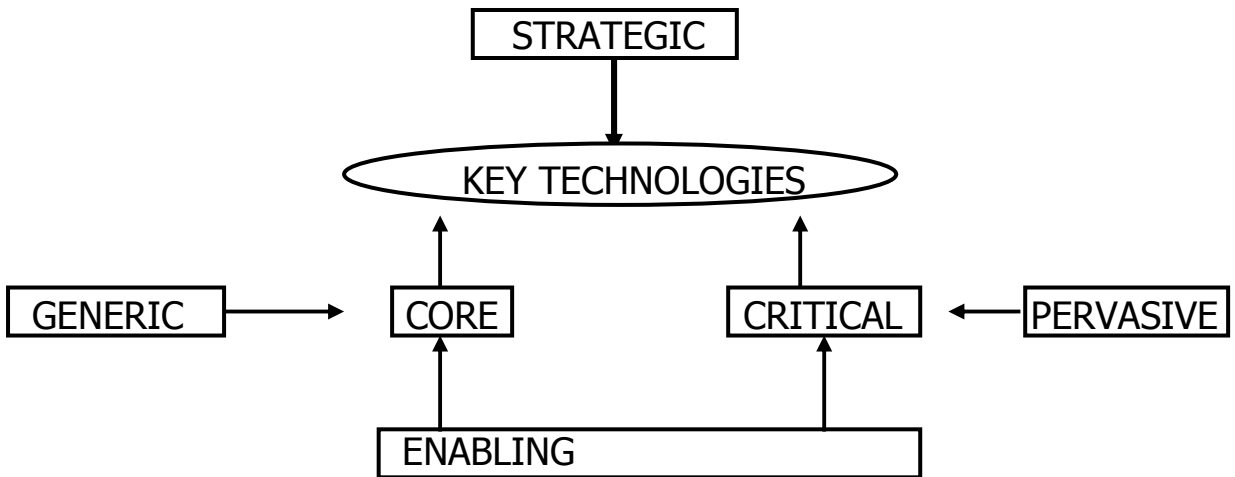 STRATEGIC
KEY TECHNOLOGIES
GENERIC
CORE
CRITICAL
PERVASIVE
ENABLING